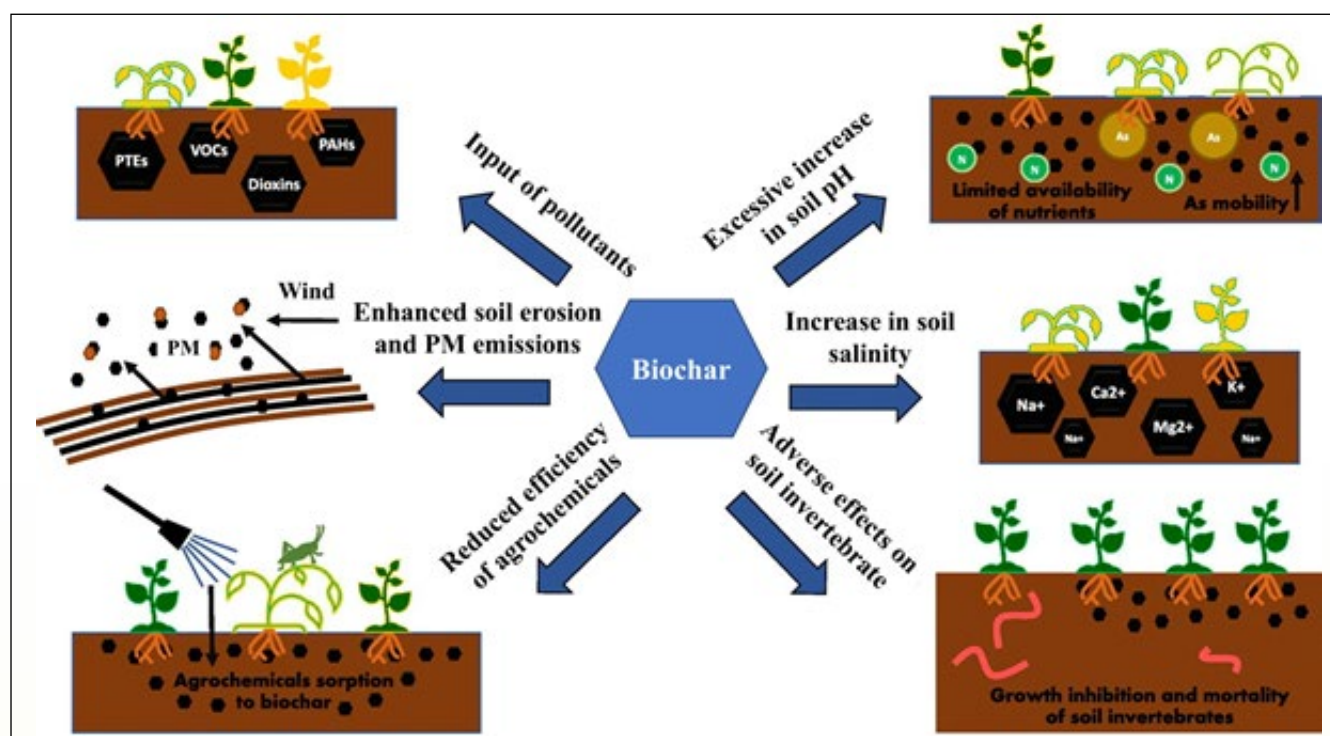 PTEs
VOCs
Dioxins
PAHs
Input of
pollutants
Excessive increase
in soil pH
As
As
N
N
N
N
Limited availability
of nutrients
As mobility
Wind
PM
Enhanced soil erosion
and PM emissions
Biochar
Increase in soil
salinity
Na+
Ca2+
K+
Na+
Mg2+
Na+
Reduced efficiency
of agrochemicals
Adverse effects on
soil invertebrate
Agrochemicals sorption
to biochar
Growth inhibition and mortality
of soil invertebrates